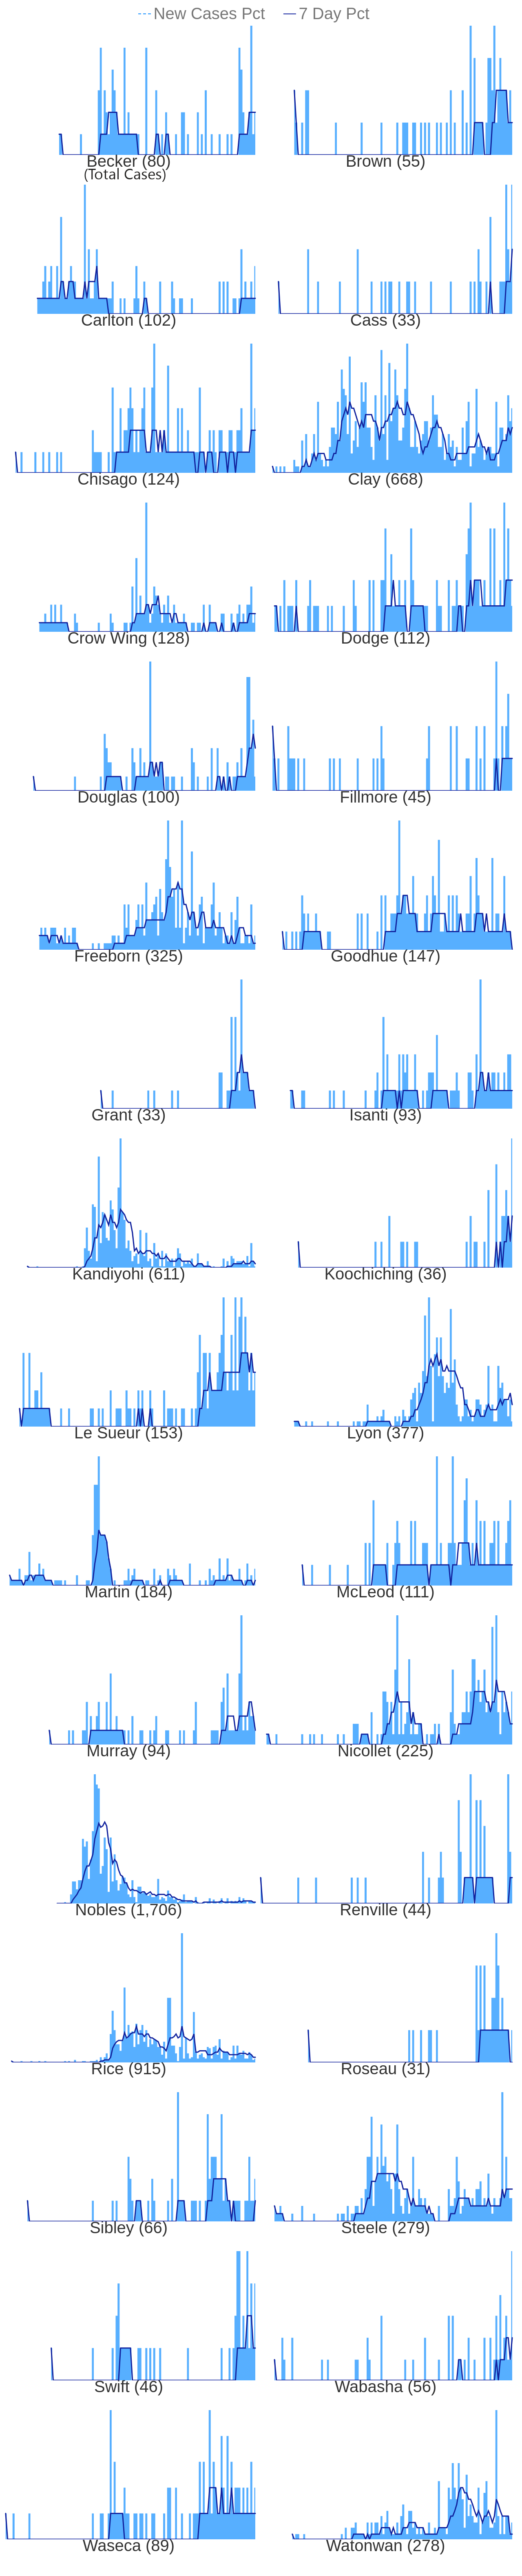 New Cases Pct 7 Day Pct
Becker (80) Brown (55)
(Total Cases)
Carlton (102) Cass (33)
Chisago (124) Clay (668)
Crow Wing (128) Dodge (112)
Douglas (100) Fillmore (45)
Freeborn (325) Goodhue (147)
Grant (33) Isanti (93)
Kandiyohi (611) Koochiching (36)
Le Sueur (153) Lyon (377)
Martin (184) McLeod (111)
Murray (94) Nicollet (225)
Nobles (1,706) Renville (44)
Rice (915) Roseau (31)
Sibley (66) Steele (279)
Swift (46) Wabasha (56)
Waseca (89) Watonwan (278)